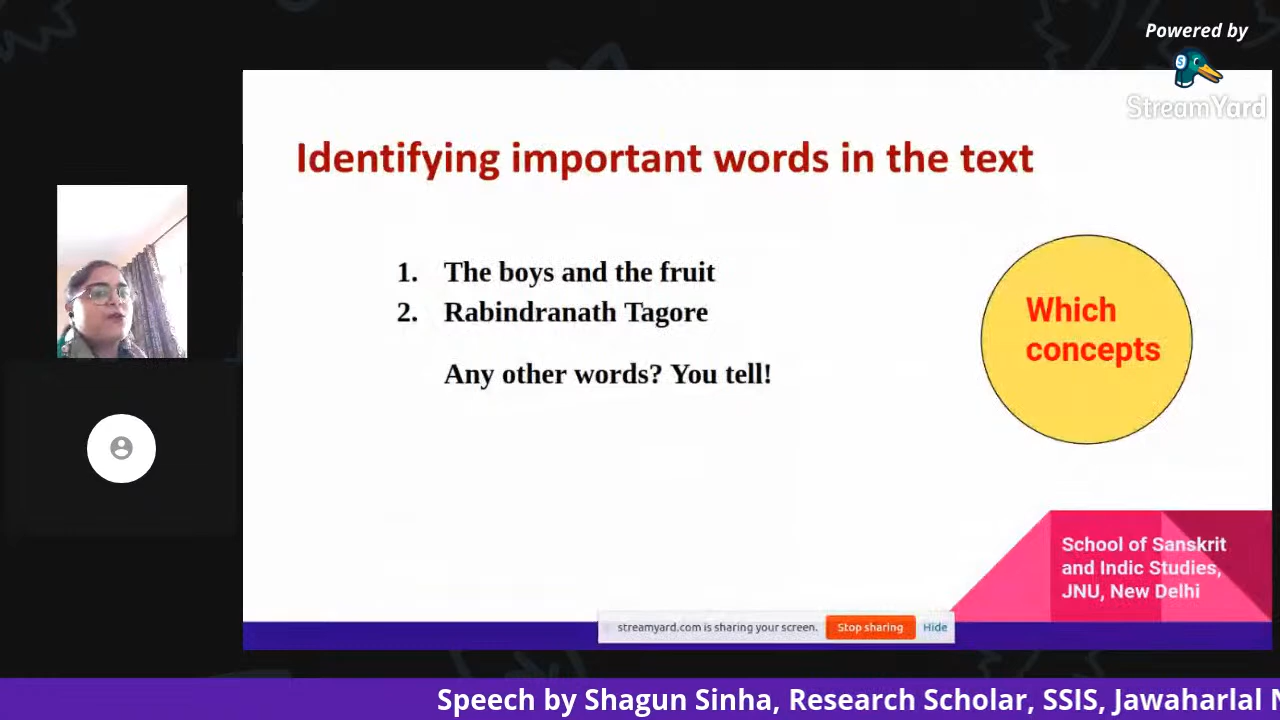 Powered by
StreamYard
Identifying important words in the text
1. The boys and the fruit
2. Rabindranath Tagore
Any other words? You tell!
Which
concepts
School of Sanskrit
and Indic Studies,
JNU, New Delhi
streamyard.com is sharing your screen. Stop sharing Hide
Speech by Shagun Sinha, Research Scholar, SSIS, Jawaharlal N